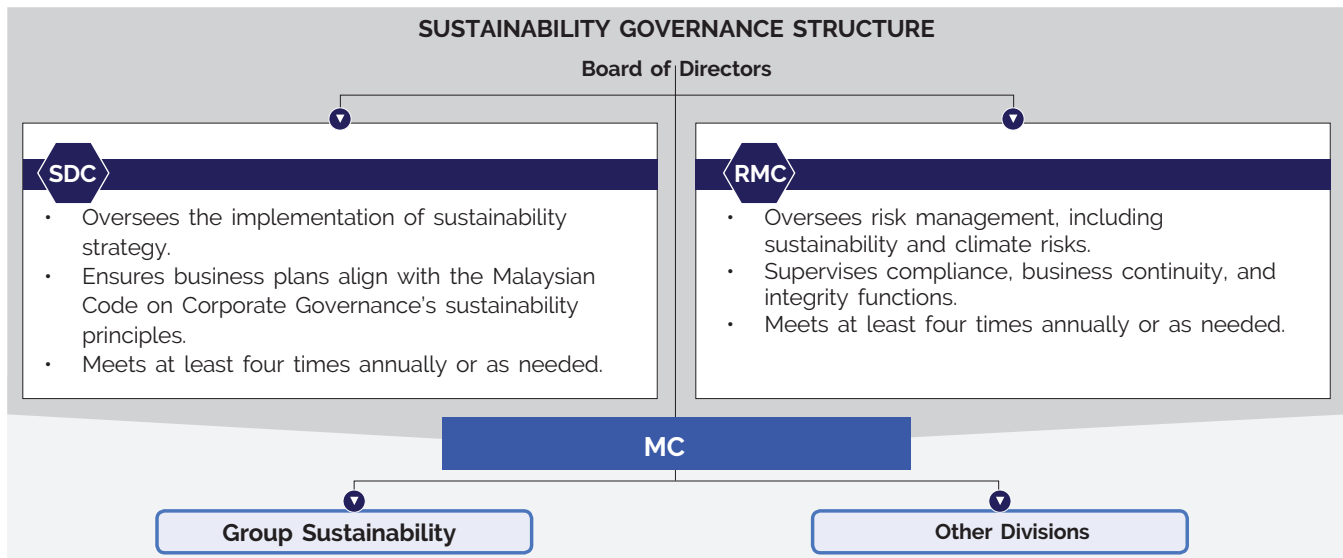 SUSTAINABILITY GOVERNANCE STRUCTURE
Board of Directors
SDC
• Oversees the implementation of sustainability
strategy.
• Ensures business plans align with the Malaysian
Code on Corporate Governance's sustainability
principles.
• Meets at least four times annually or as needed.
RMC
• Oversees risk management, including
sustainability and climate risks.
• Supervises compliance, business continuity, and
integrity functions.
• Meets at least four times annually or as needed.
MC
Group Sustainability
Other Divisions